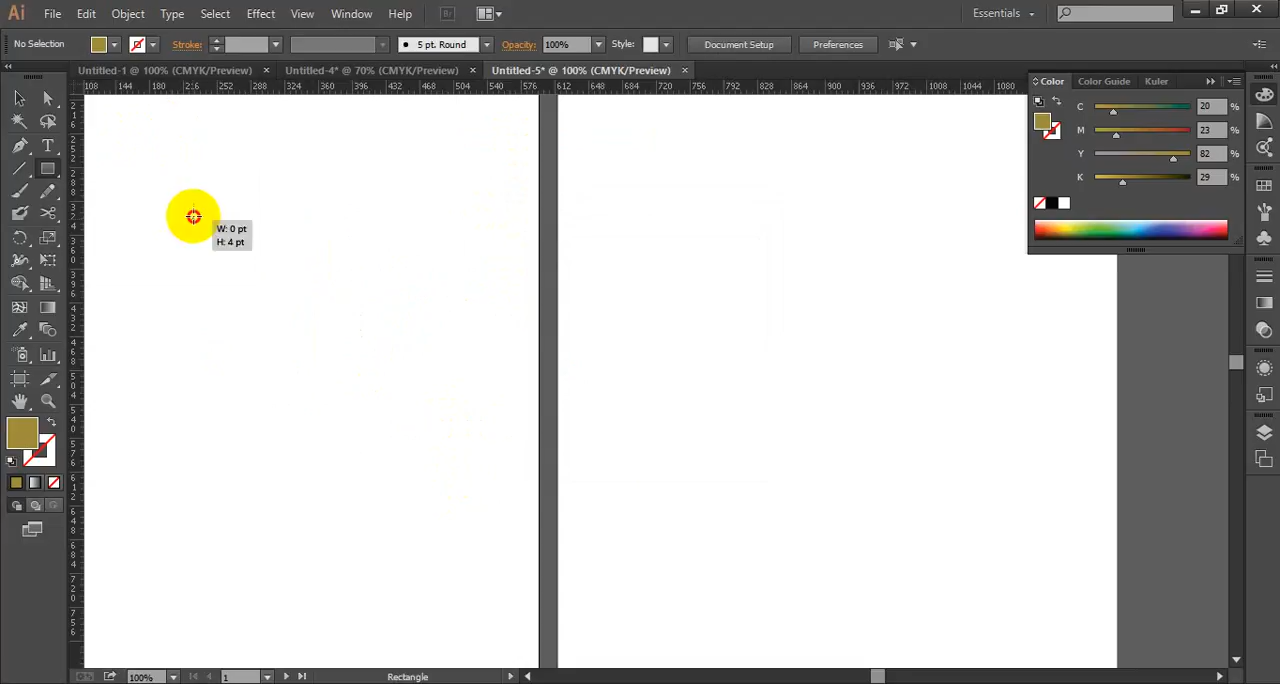 Ai File Edit Object Type Select Effect View Window Help Br Essentials
No Selection Stroke: 5 pt. Round Opacity: 100% Style: Document Setup Preferences
Untitled-1 @ 100% (CMYK/Preview) × Untitled-4* @ 70% (CMYK/Preview) × Untitled-5* @ 100% (CMYK/Preview) ×
108 144 180 216 252 288 324 360 396 432 468 504 540 576 612 648 684 720 756 792 828 864 900 936 972 1008 1044 1080
Color Color Guide Kuler
C 20 %
M 23 %
Y 82 %
K 29 %
W: 0 pt
H: 4 pt
100% 1 Rectangle